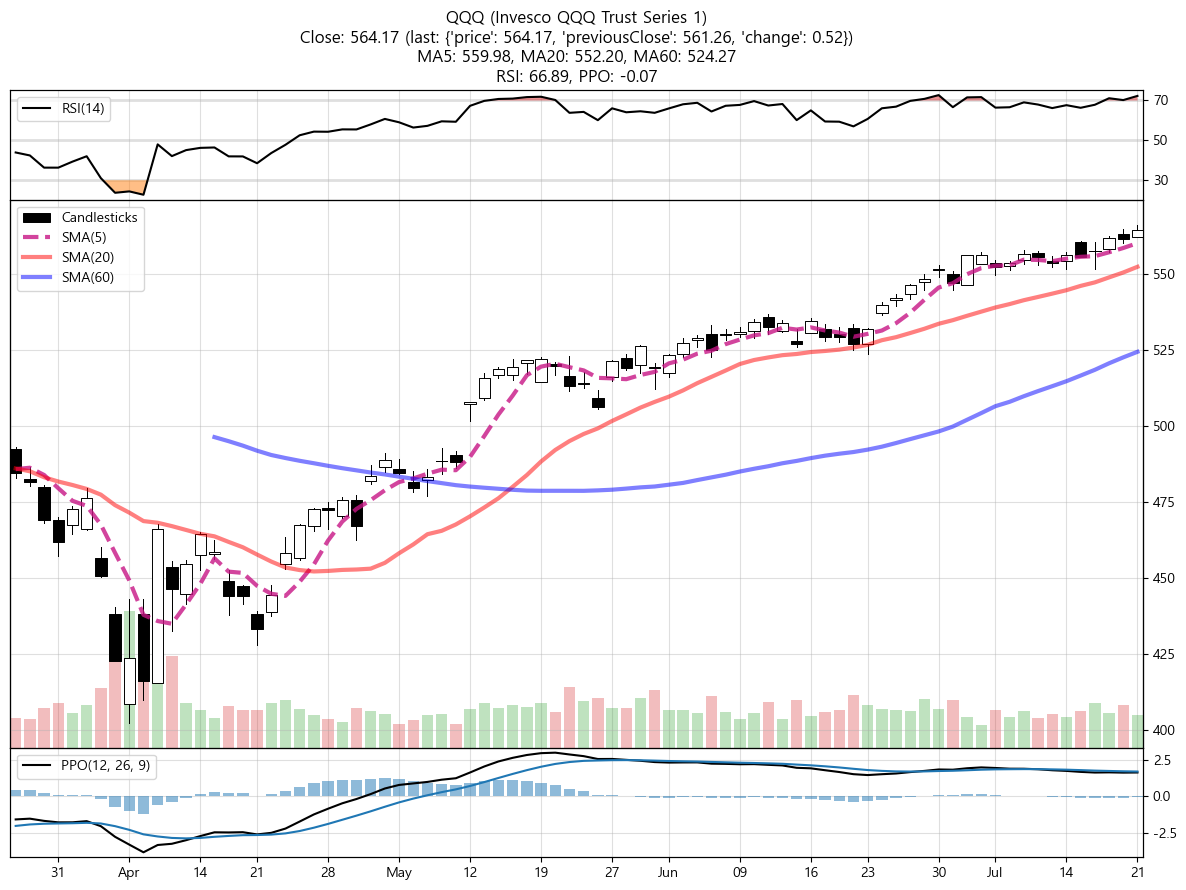 QQQ (Invesco QQQ Trust Series 1)
Close: 564.17 (last: {'price': 564.17, 'previousClose': 561.26, 'change': 0.52})
MA5: 559.98, MA20: 552.20, MA60: 524.27
RSI: 66.89, PPO: -0.07
RSI(14)
70
50
30
Candlesticks
SMA(5)
SMA(20)
SMA(60)
550
525
500
475
450
425
400
PPO(12, 26, 9)
2.5
0.0
-2.5
31 Apr 14 21 28 May 12 19 27 Jun 09 16 23 30 Jul 14 21